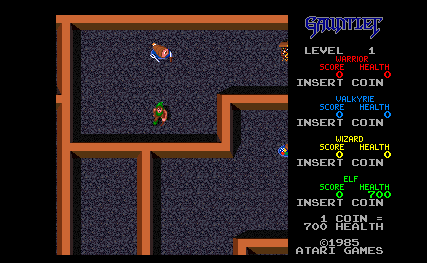 GAUNTLET
LEVEL 1
WARRIOR
SCORE HEALTH
0 0
INSERT COIN
VALKYRIE
SCORE HEALTH
0 0
INSERT COIN
WIZARD
SCORE HEALTH
0 0
INSERT COIN
ELF
SCORE HEALTH
0 700
INSERT COIN
1 COIN =
700 HEALTH
©1985
ATARI GAMES